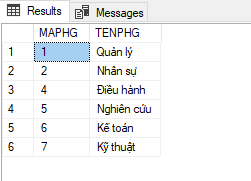 Results Messages
MAPHG TENPHG
1 1 Quản lý
2 2 Nhân sự
3 4 Điều hành
4 5 Nghiên cứu
5 6 Kế toán
6 7 Kỹ thuật